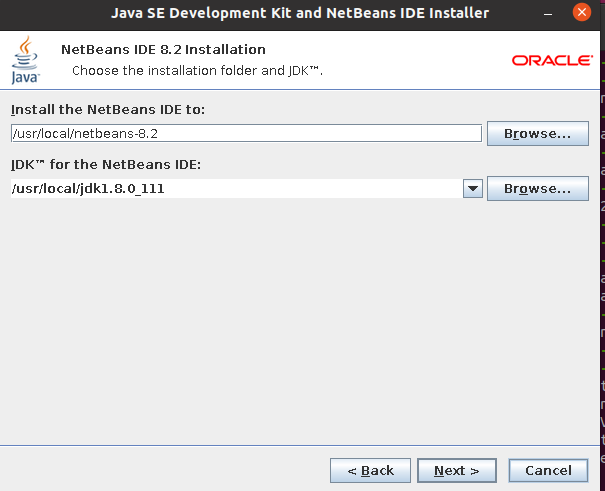 Java SE Development Kit and NetBeans IDE Installer
NetBeans IDE 8.2 Installation
Choose the installation folder and JDK™.
Java™
ORACLE®
Install the NetBeans IDE to:
/usr/local/netbeans-8.2
Browse...
JDK™ for the NetBeans IDE:
/usr/local/jdk1.8.0_111
Browse...
< Back
Next >
Cancel